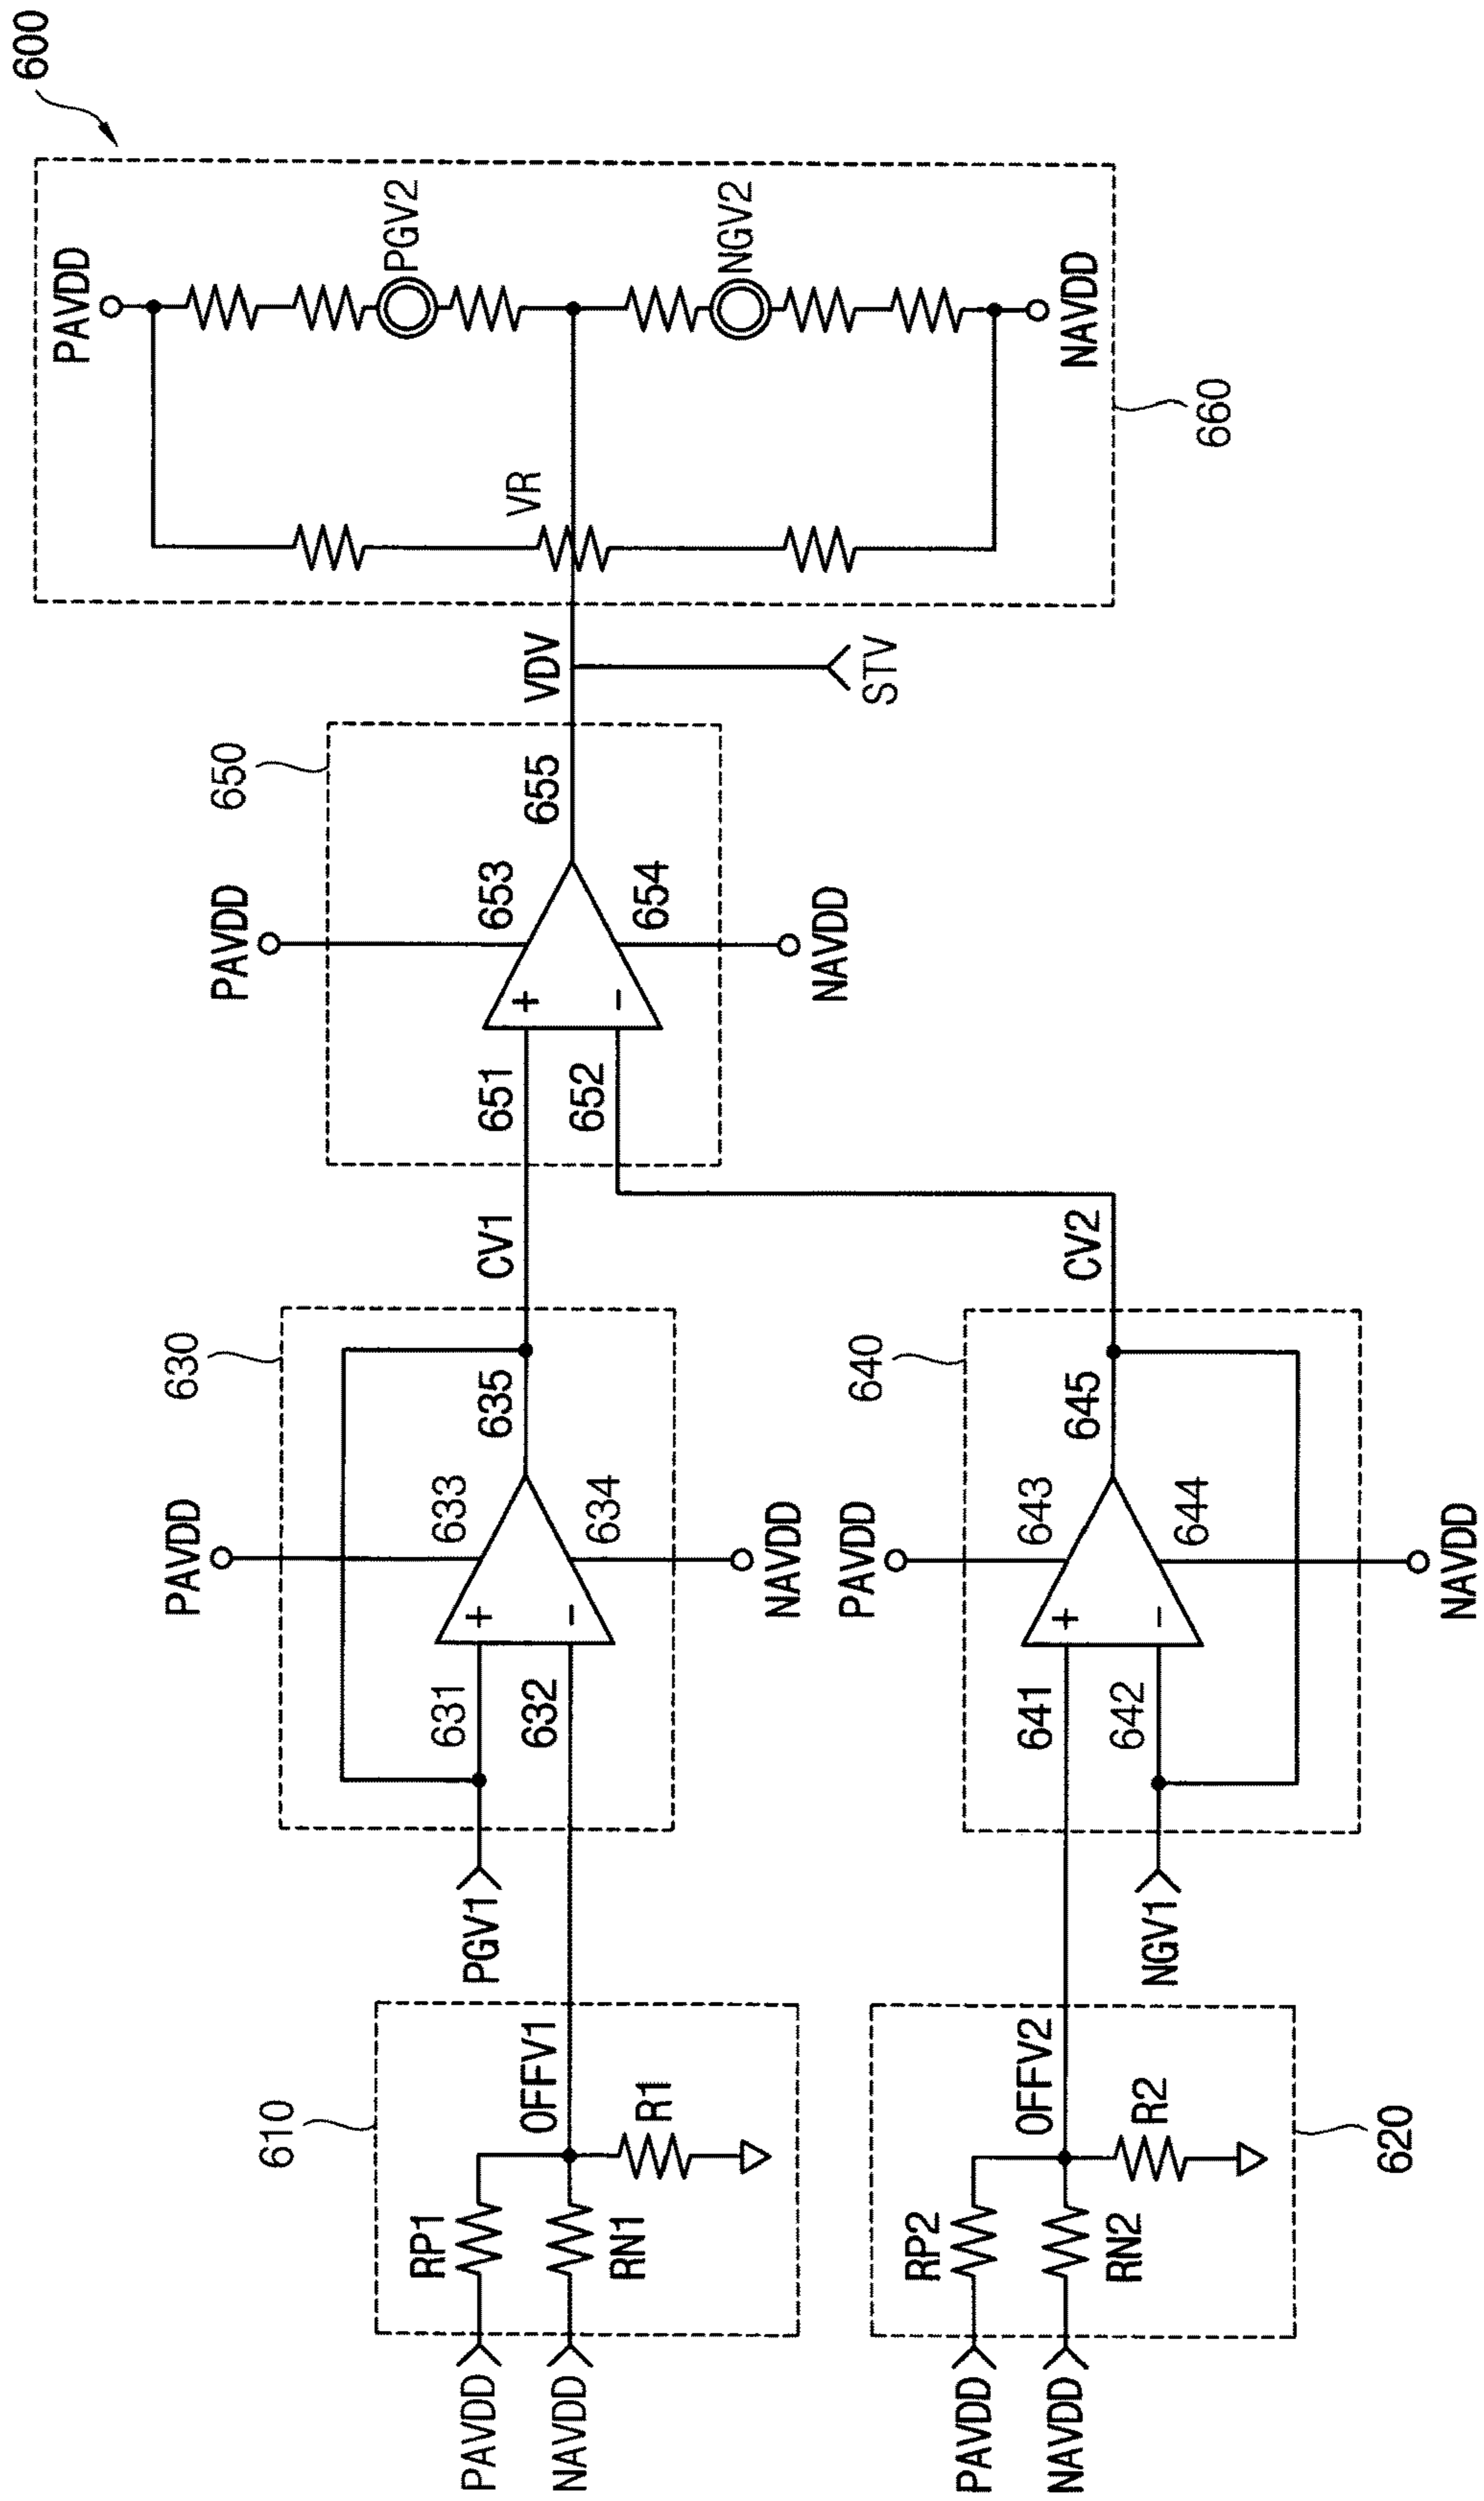 600
PAVDD
PGV2
VR
NGV2
NAVDD
660
VDV
STV
650
PAVDD
653
655
651
652
654
NAVDD
CV1
CV2
630
PAVDD
633
635
631
+
632
-
634
NAVDD
+
-
640
PAVDD
643
645
641
+
642
-
644
NAVDD
PGV1
NGV1
610
OFFV1
RP1
RN1
R1
PAVDD
NAVDD
620
OFFV2
RP2
RN2
R2
PAVDD
NAVDD